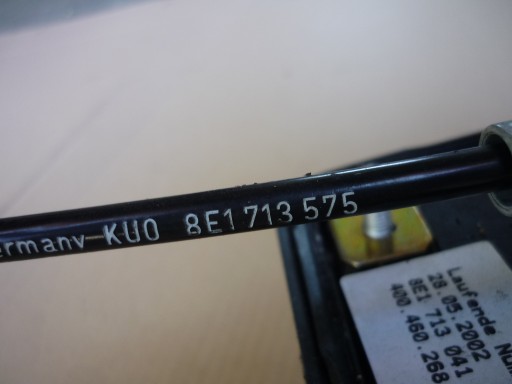 ermany KUO 8E1 713 575
Laufende
28.05.2002
8E1 713 041
400.460.268